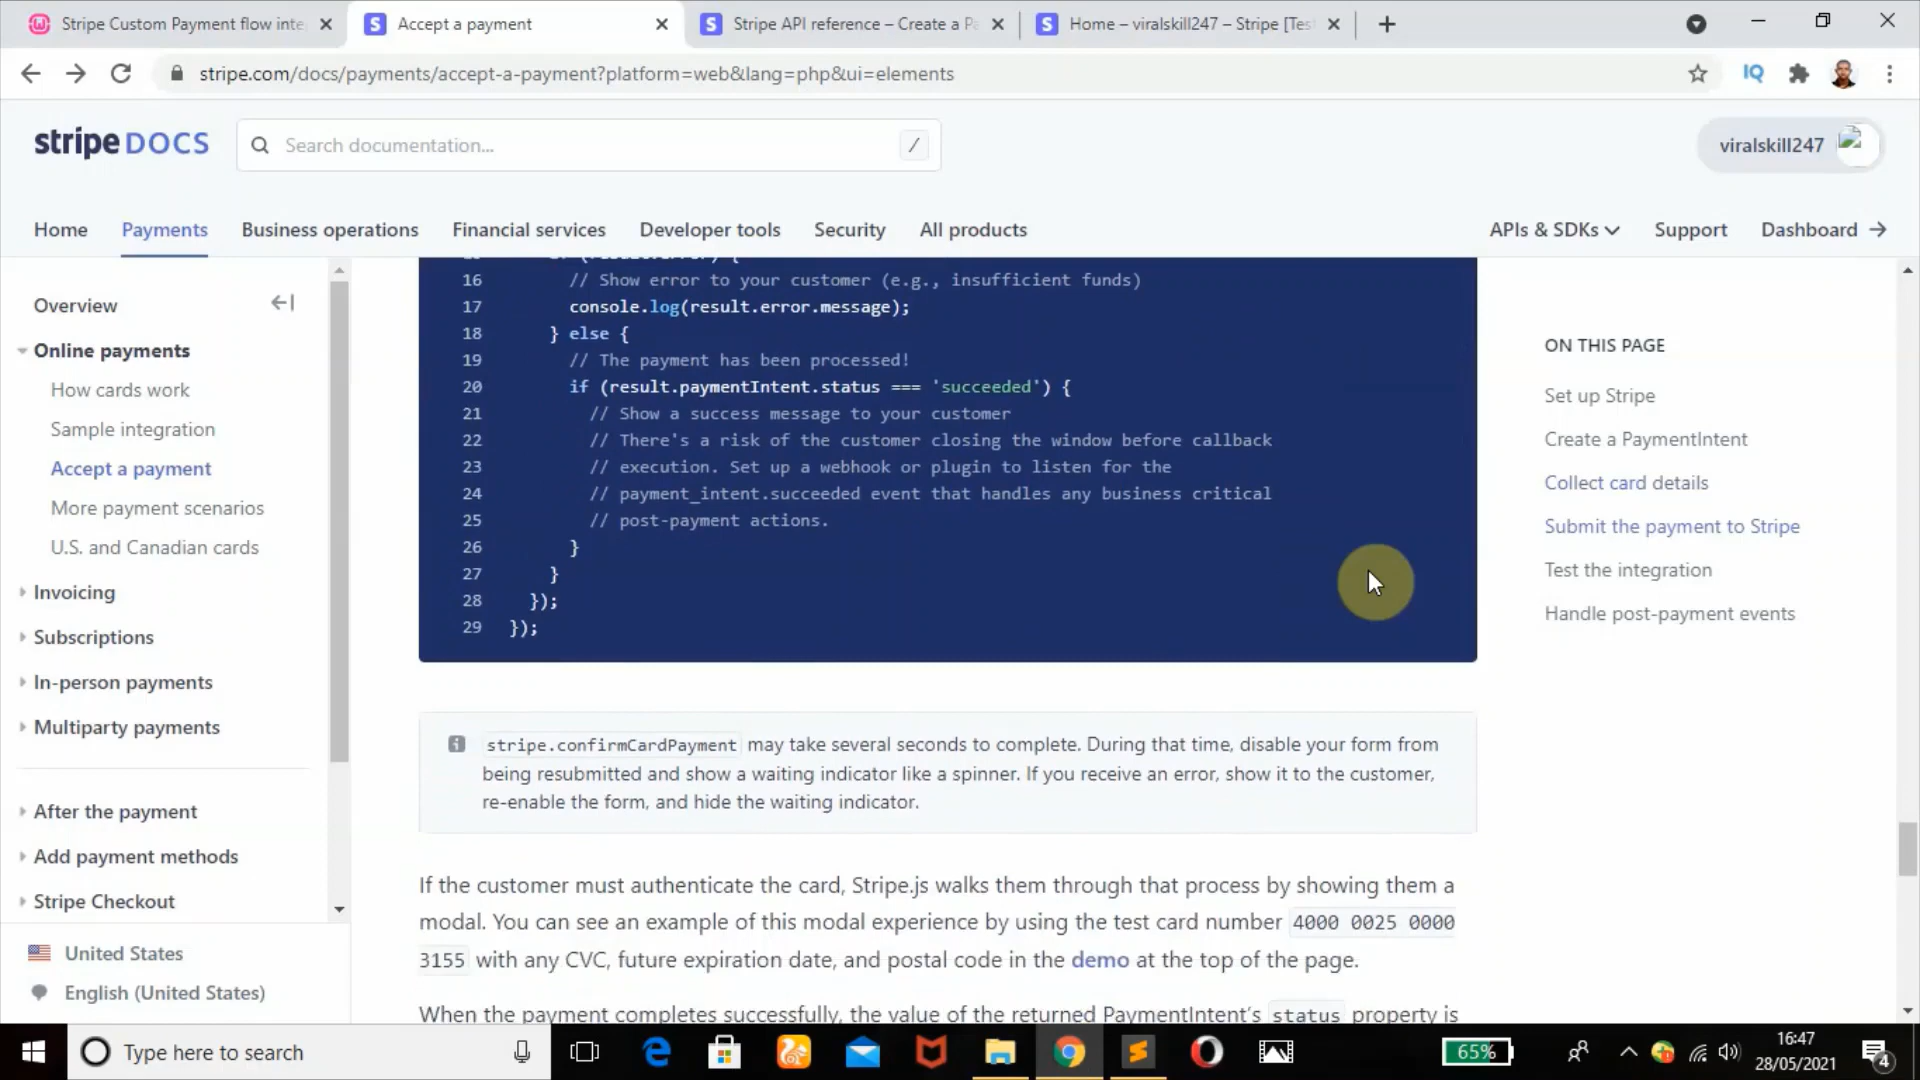 Stripe Custom Payment flow inte
Accept a payment
Stripe API reference – Create a Pa
Home – viralskill247 – Stripe [Tes
stripe.com/docs/payments/accept-a-payment?platform=web&lang=php&ui=elements
IQ
stripe DOCS
Search documentation...
/
viralskill247
Home
Payments
Business operations
Financial services
Developer tools
Security
All products
APIs & SDKs
Support
Dashboard
Overview
Online payments
How cards work
Sample integration
Accept a payment
More payment scenarios
U.S. and Canadian cards
Invoicing
Subscriptions
In-person payments
Multiparty payments
After the payment
Add payment methods
Stripe Checkout
United States
English (United States)
16 // Show error to your customer (e.g., insufficient funds)
17 console.log(result.error.message);
18 } else {
19 // The payment has been processed!
20 if (result.paymentIntent.status === 'succeeded') {
21 // Show a success message to your customer
22 // There's a risk of the customer closing the window before callback
23 // execution. Set up a webhook or plugin to listen for the
24 // payment_intent.succeeded event that handles any business critical
25 // post-payment actions.
26 }
27 }
28 });
29 });
stripe.confirmCardPayment may take several seconds to complete. During that time, disable your form from
being resubmitted and show a waiting indicator like a spinner. If you receive an error, show it to the customer,
re-enable the form, and hide the waiting indicator.
If the customer must authenticate the card, Stripe.js walks them through that process by showing them a
modal. You can see an example of this modal experience by using the test card number 4000 0025 0000
3155 with any CVC, future expiration date, and postal code in the demo at the top of the page.
When the payment completes successfully, the value of the returned PaymentIntent's status property is
ON THIS PAGE
Set up Stripe
Create a PaymentIntent
Collect card details
Submit the payment to Stripe
Test the integration
Handle post-payment events
Type here to search
65%
16:47
28/05/2021
4